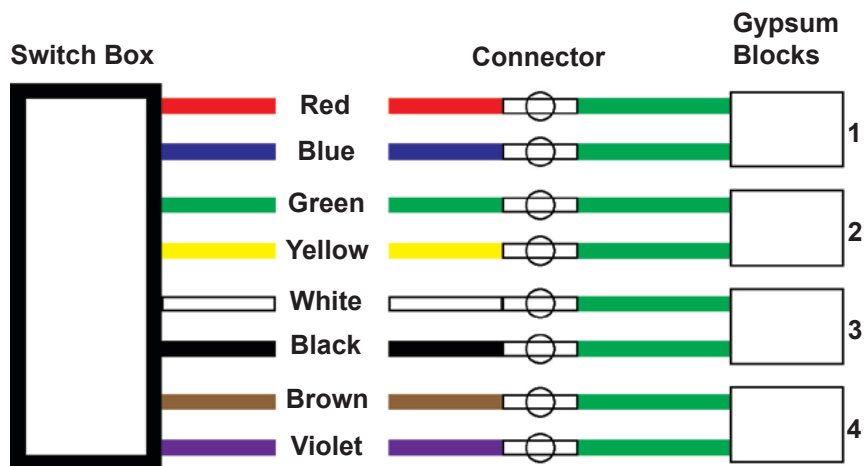 Switch Box
Connector
Gypsum
Blocks
Red
Blue
1
Green
Yellow
2
White
Black
3
Brown
Violet
4